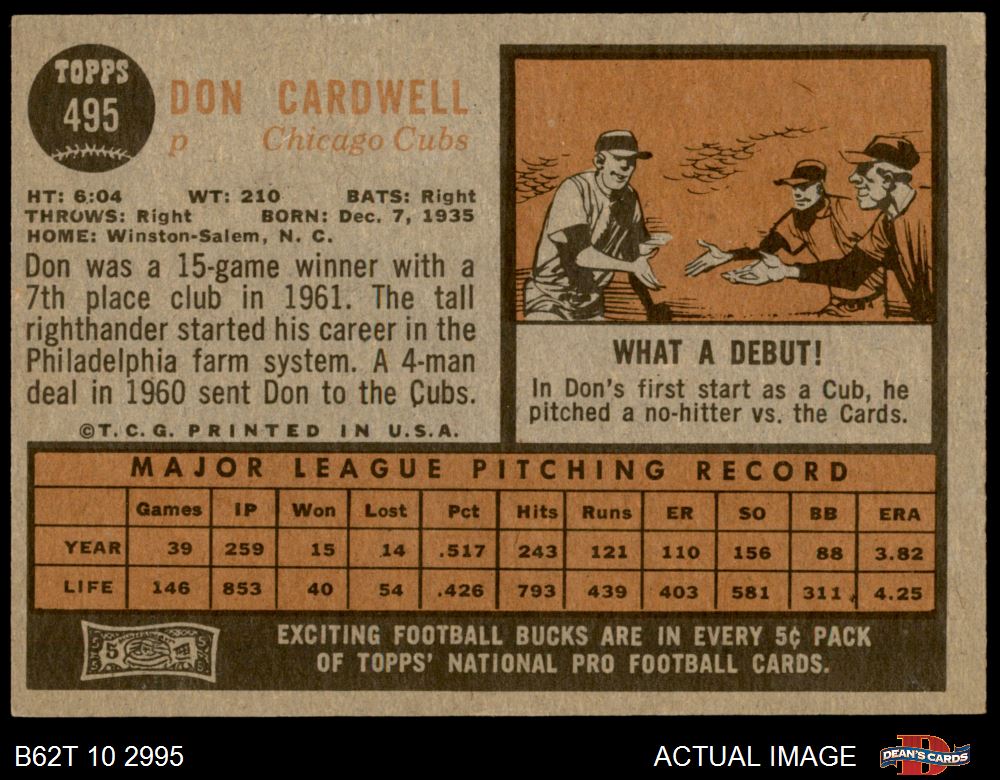 TOPPS
495
DON CARDWELL
p Chicago Cubs
HT: 6:04 WT: 210 BATS: Right
THROWS: Right BORN: Dec. 7, 1935
HOME: Winston-Salem, N. C.
Don was a 15-game winner with a
7th place club in 1961. The tall
righthander started his career in the
Philadelphia farm system. A 4-man
deal in 1960 sent Don to the Cubs.
©T.C.G. PRINTED IN U.S.A.
WHAT A DEBUT!
In Don's first start as a Cub, he
pitched a no-hitter vs. the Cards.
MAJOR LEAGUE PITCHING RECORD
Games IP Won Lost Pct Hits Runs ER SO BB ERA
YEAR 39 259 15 14 .517 243 121 110 156 88 3.82
LIFE 146 853 40 54 .426 793 439 403 581 311 4.25
5
EXCITING FOOTBALL BUCKS ARE IN EVERY 5¢ PACK
OF TOPPS' NATIONAL PRO FOOTBALL CARDS.
B62T 10 2995
ACTUAL IMAGE
DEAN'S CARDS